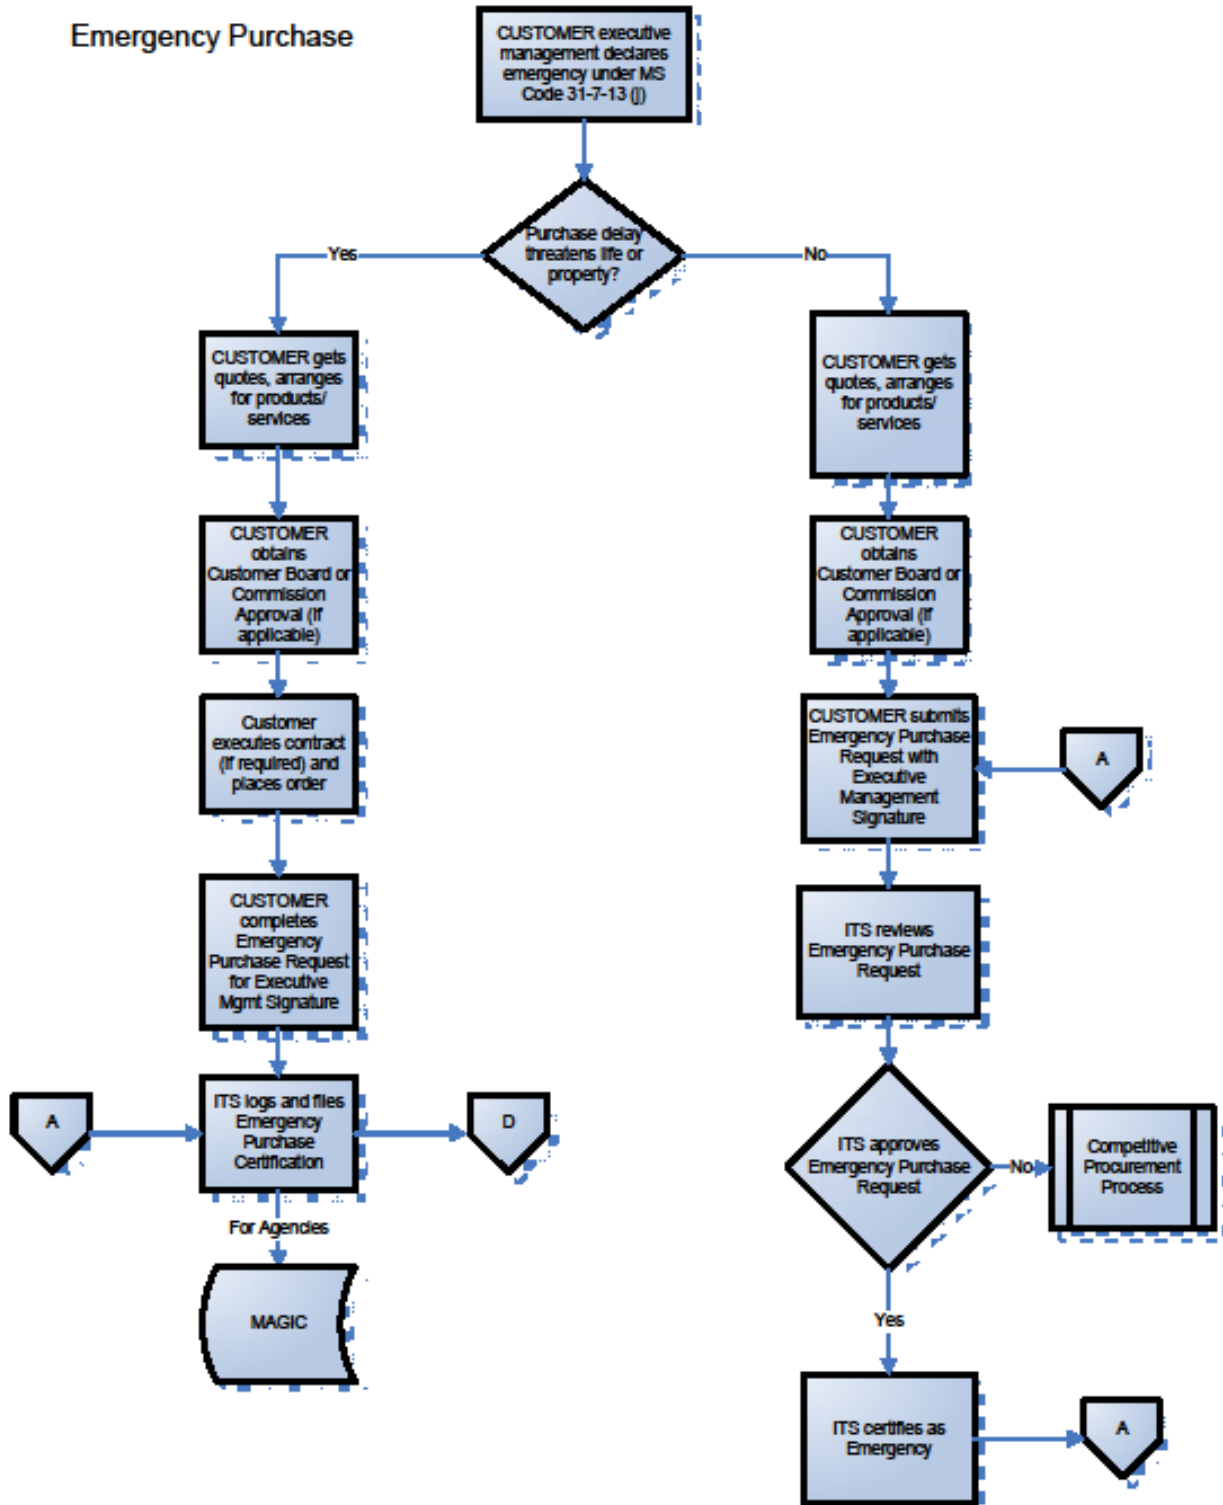 Emergency Purchase
CUSTOMER executive
management declares
emergency under MS
Code 31-7-13 (j)
Purchase delay
threatens life or
property?
Yes
No
CUSTOMER gets
quotes, arranges
for products/
services
CUSTOMER gets
quotes, arranges
for products/
services
CUSTOMER
obtains
Customer Board or
Commission
Approval (if
applicable)
CUSTOMER
obtains
Customer Board or
Commission
Approval (if
applicable)
Customer
executes contract
(if required) and
places order
CUSTOMER submits
Emergency Purchase
Request with
Executive
Management
Signature
A
CUSTOMER
completes
Emergency
Purchase Request
for Executive
Mgmt Signature
ITS reviews
Emergency Purchase
Request
A
ITS logs and files
Emergency
Purchase
Certification
D
ITS approves
Emergency Purchase
Request
No
Competitive
Procurement
Process
For Agencies
MAGIC
Yes
ITS certifies as
Emergency
A